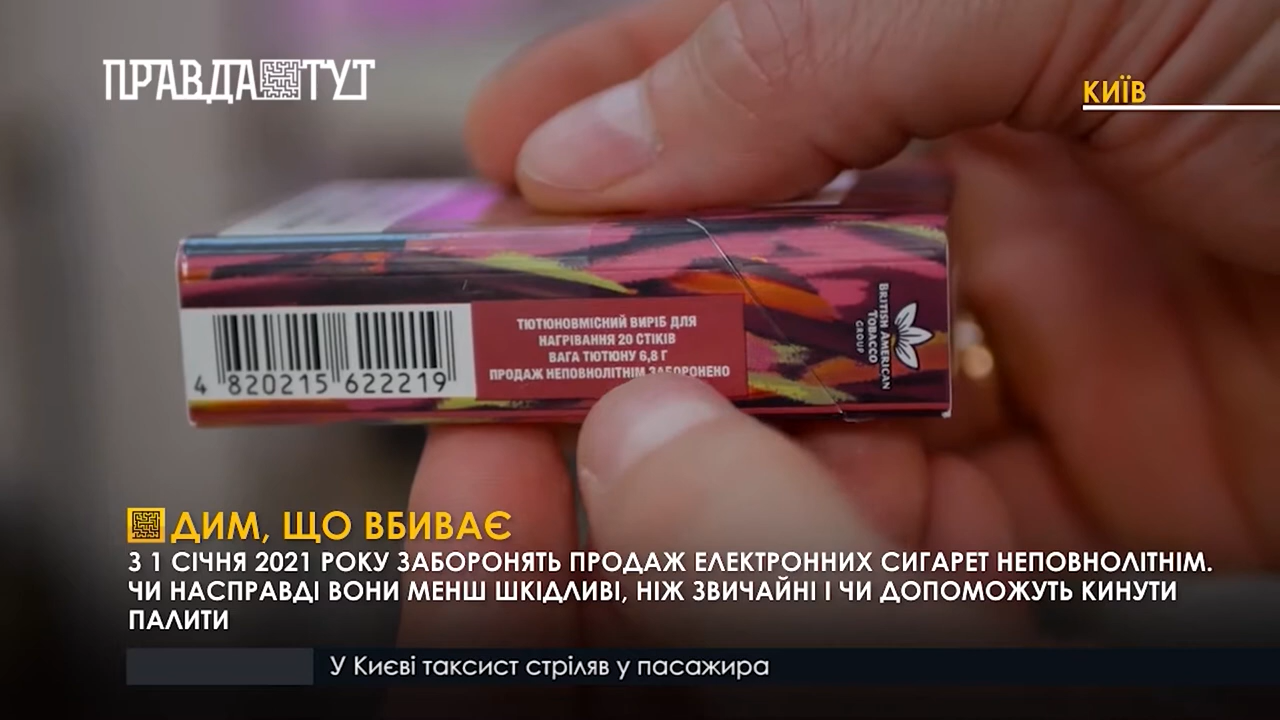 ПРАВДА ТУТ
КИЇВ
ТЮТЮНОВМІСНИЙ ВИРІБ ДЛЯ
НАГРІВАННЯ 20 СТІКІВ
ВАГА ТЮТЮНУ 6,8 Г
ПРОДАЖ НЕПОВНОЛІТНІМ ЗАБОРОНЕНО
4 820215 622219
BRITISH AMERICAN
TOBACCO
GROUP
ДИМ, ЩО ВБИВАЄ
З 1 СІЧНЯ 2021 РОКУ ЗАБОРОНЯТЬ ПРОДАЖ ЕЛЕКТРОННИХ СИГАРЕТ НЕПОВНОЛІТНІМ.
ЧИ НАСПРАВДІ ВОНИ МЕНШ ШКІДЛИВІ, НІЖ ЗВИЧАЙНІ І ЧИ ДОПОМОЖУТЬ КИНУТИ
ПАЛИТИ
У Києві таксист стріляв у пасажира